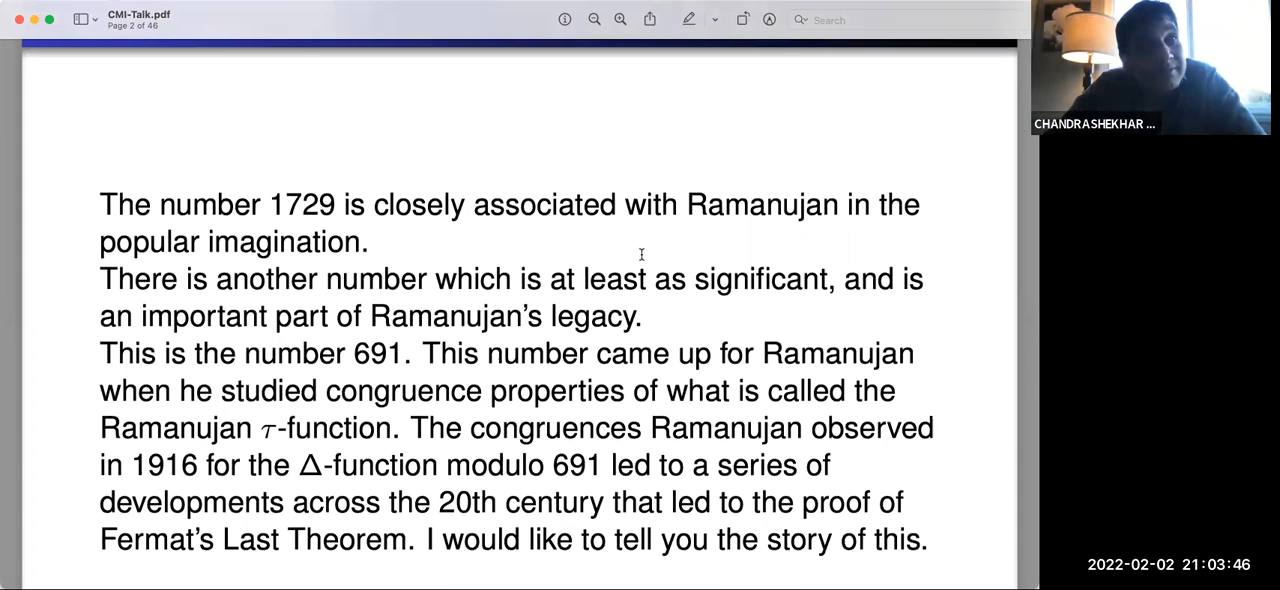 CMI-Talk.pdf
Page 2 of 46
Search
The number 1729 is closely associated with Ramanujan in the
popular imagination.
There is another number which is at least as significant, and is
an important part of Ramanujan's legacy.
This is the number 691. This number came up for Ramanujan
when he studied congruence properties of what is called the
Ramanujan τ-function. The congruences Ramanujan observed
in 1916 for the Δ-function modulo 691 led to a series of
developments across the 20th century that led to the proof of
Fermat's Last Theorem. I would like to tell you the story of this.
CHANDRASHEKHAR ...
2022-02-02 21:03:46